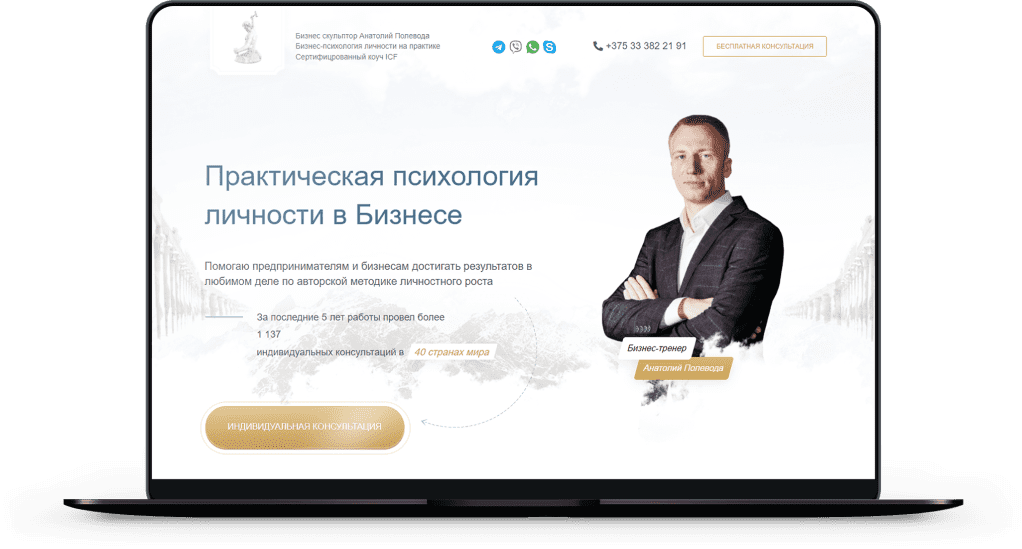 Бизнес скульптор Анатолий Полевода
Бизнес-психология личности на практике
Сертифицрованный коуч ICF
+375 33 382 21 91
БЕСПЛАТНАЯ КОНСУЛЬТАЦИЯ
Практическая психология
личности в Бизнесе
Помогаю предпринимателям и бизнесам достигать результатов в
любимом деле по авторской методике личностного роста
За последние 5 лет работы провел более
1 137
индивидуальных консультаций в 40 странах мира
Бизнес-тренер
Анатолий Полевода
ИНДИВИДУАЛЬНАЯ КОНСУЛЬТАЦИЯ